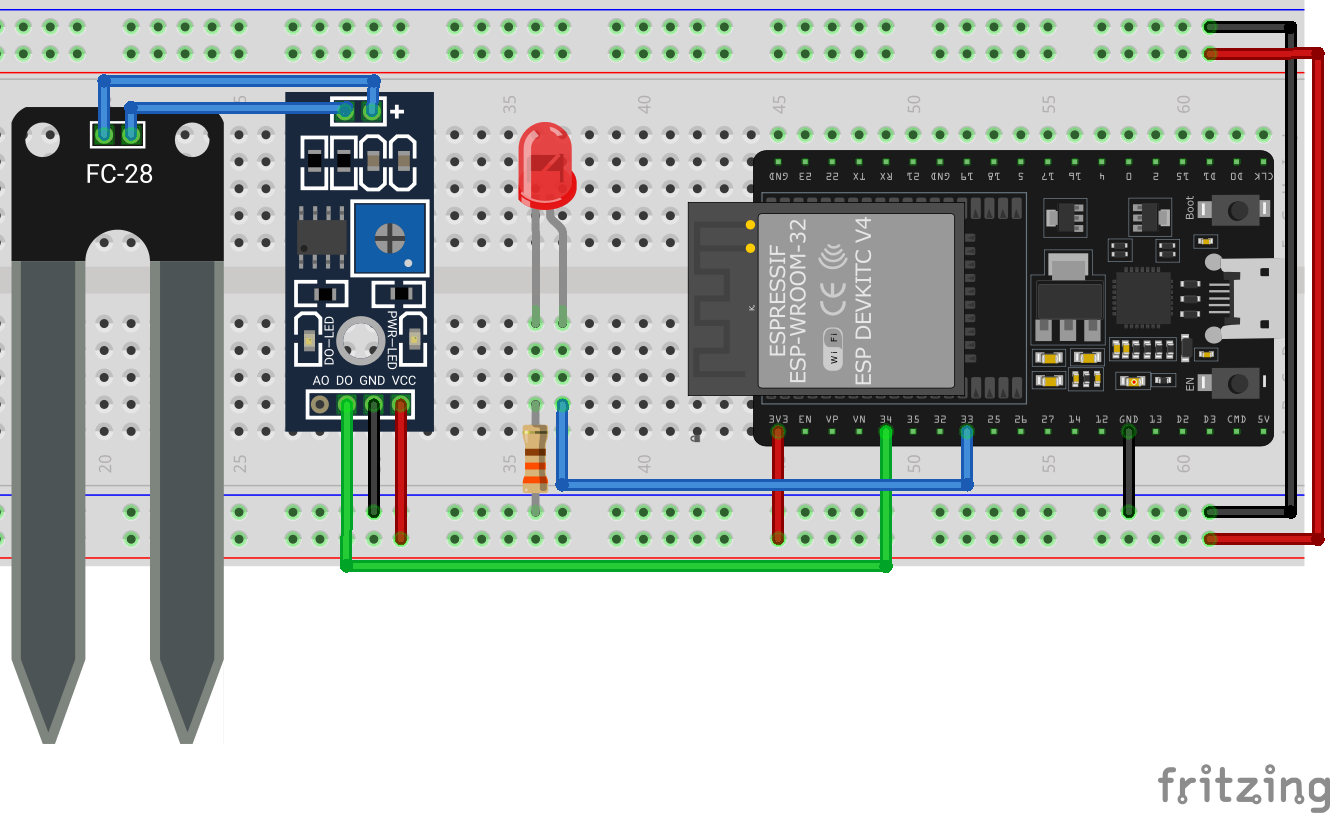 35
40
45
50
55
60
+
FC-28
GND 23 22 TX RX 21 GND 19 18 5 17 16 4 0 2 15 D1 D0 CLK
Boot
ESPRESSIF
ESP-WROOM-32
Wi Fi
CE
ESP DEVKITC V4
DO-LED
PWR-LED
EN
AO DO GND VCC
3V3 EN VP VN 34 35 32 33 25 26 27 14 12 GND 13 D2 D3 CMD 5V
20
25
35
40
50
55
60
fritzing